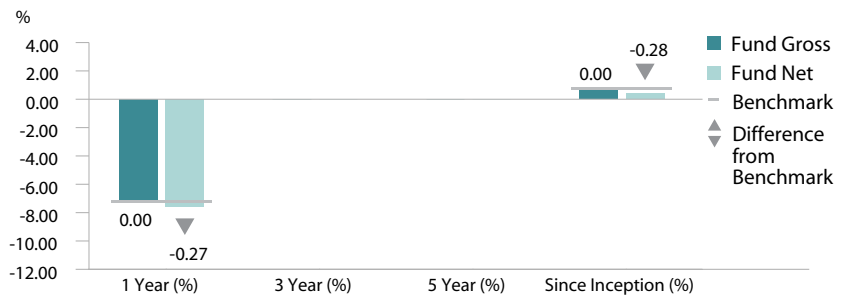 %
4.00
2.00
0.00
-2.00
-4.00
-6.00
-8.00
-10.00
-12.00
0.00
-0.27
0.00
-0.28
1 Year (%)
3 Year (%)
5 Year (%)
Since Inception (%)
Fund Gross
Fund Net
Benchmark
Difference
from
Benchmark